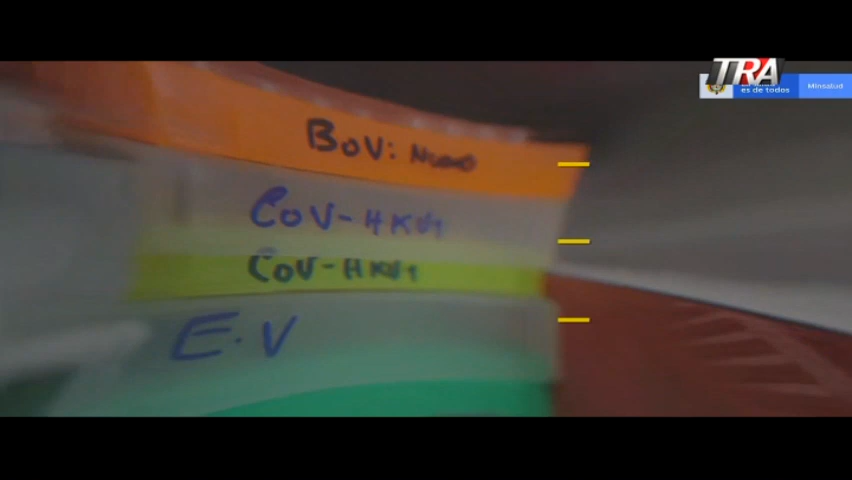 TRA
es de todos
Minsalud
BoV:
CoV-HKU1
CoV-HKU1
E.V